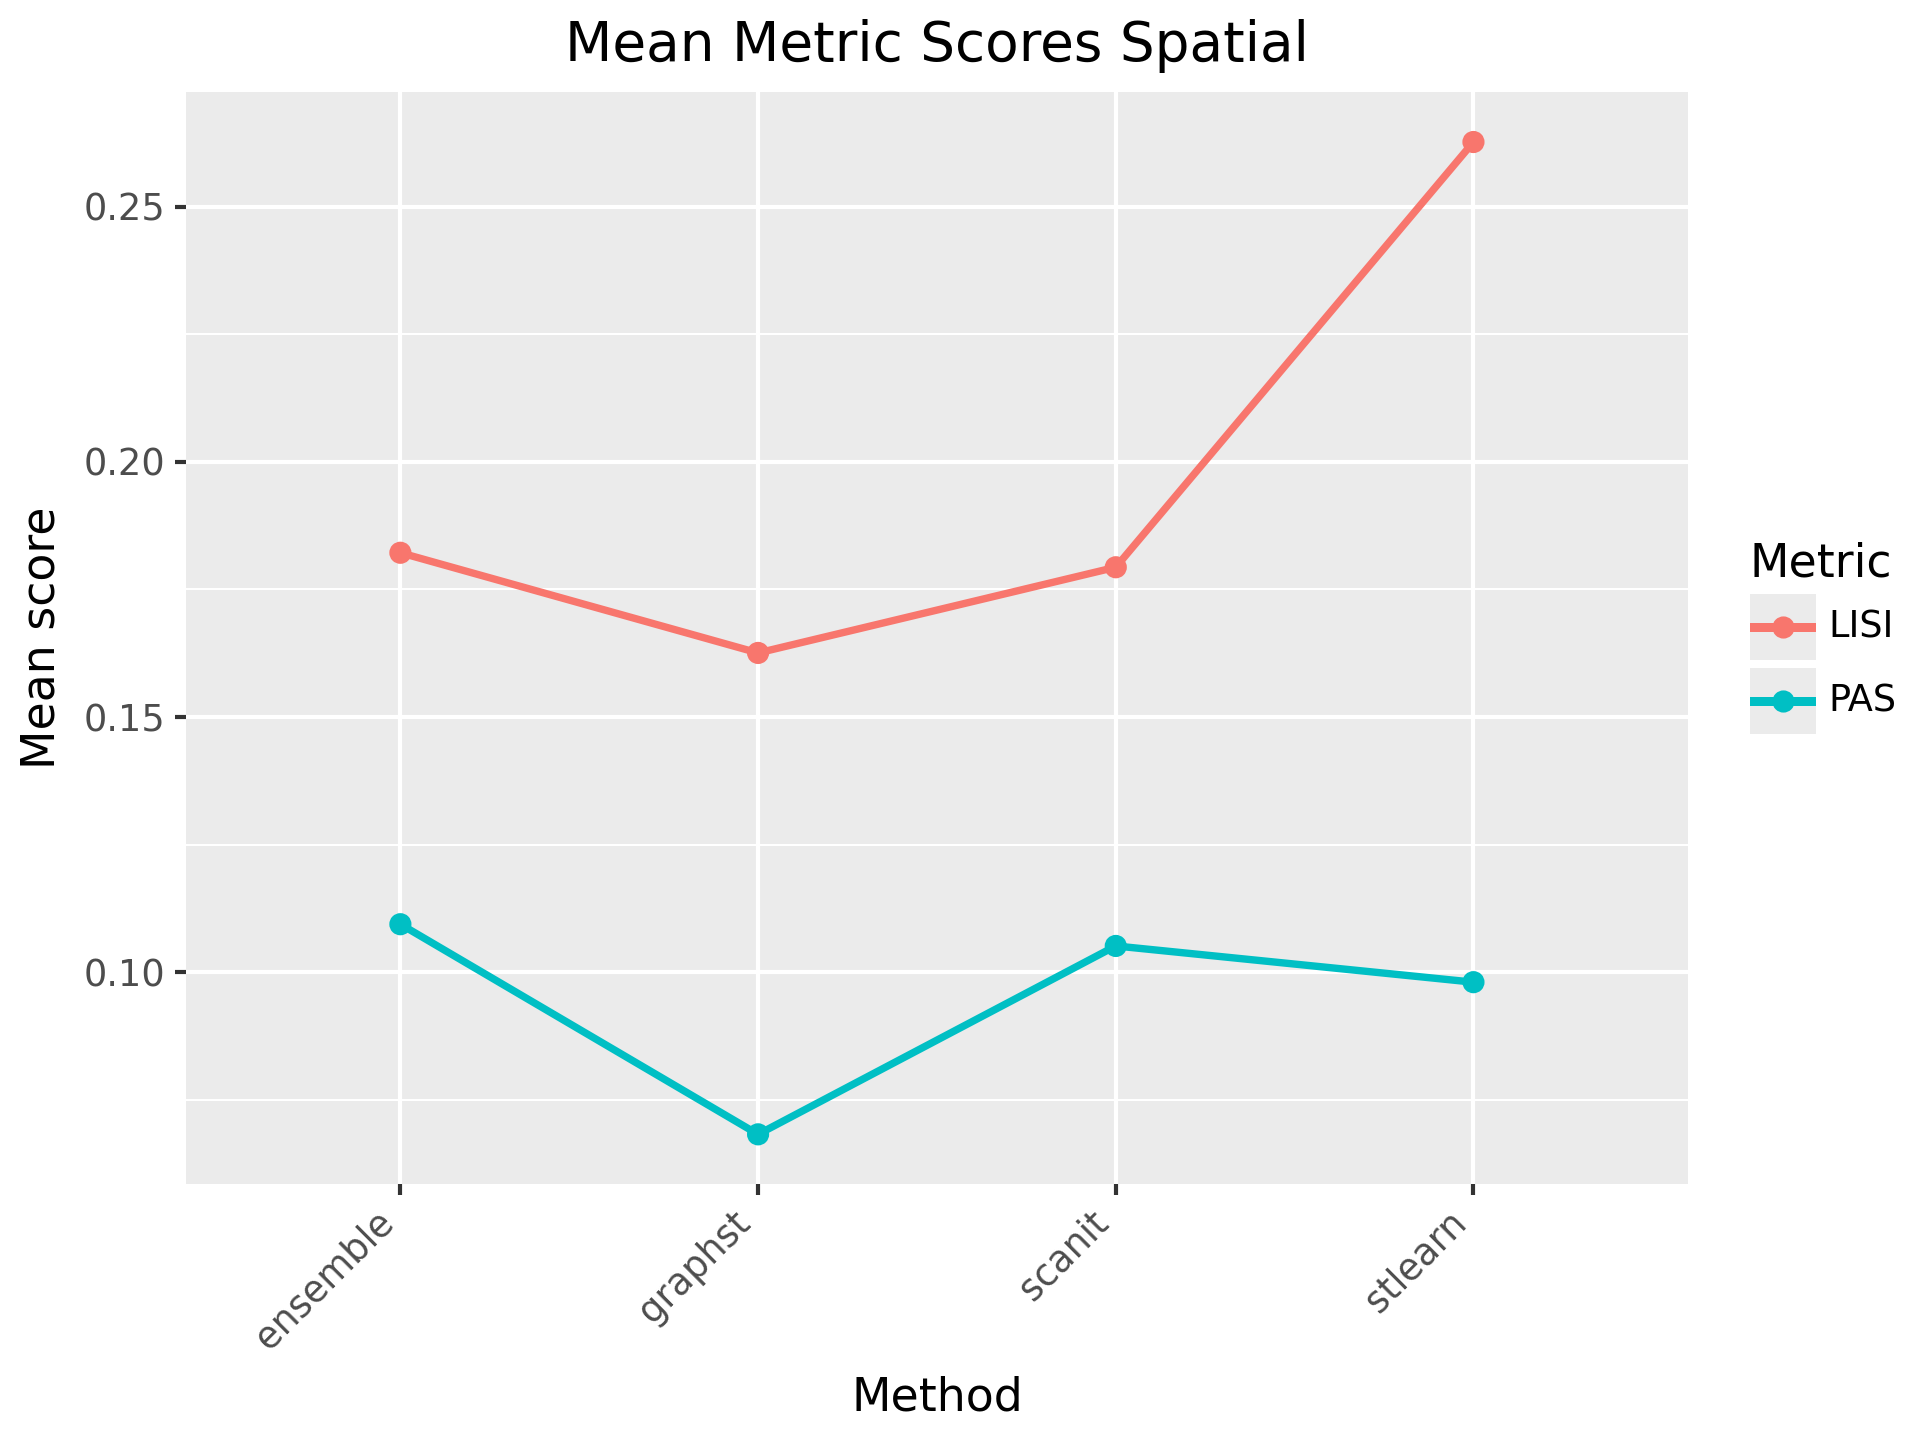 Mean Metric Scores Spatial
Mean score
0.25
0.20
0.15
0.10
ensemble
graphst
scanit
stlearn
Method
Metric
LISI
PAS